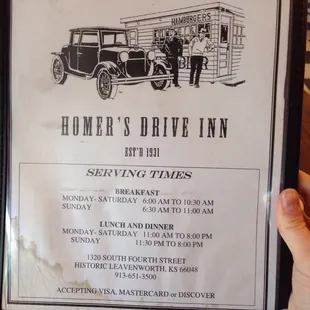 HAMBURGERS
HOMER'S DRIVE INN
EST'D 1931
SERVING TIMES
BREAKFAST
MONDAY- SATURDAY 6:00 AM TO 10:30 AM
SUNDAY 6:30 AM TO 11:00 AM
LUNCH AND DINNER
MONDAY- SATURDAY 11:00 AM TO 8:00 PM
SUNDAY 11:30 PM TO 8:00 PM
1320 SOUTH FOURTH STREET
HISTORIC LEAVENWORTH, KS 66048
913-651-3500
ACCEPTING VISA, MASTERCARD or DISCOVER